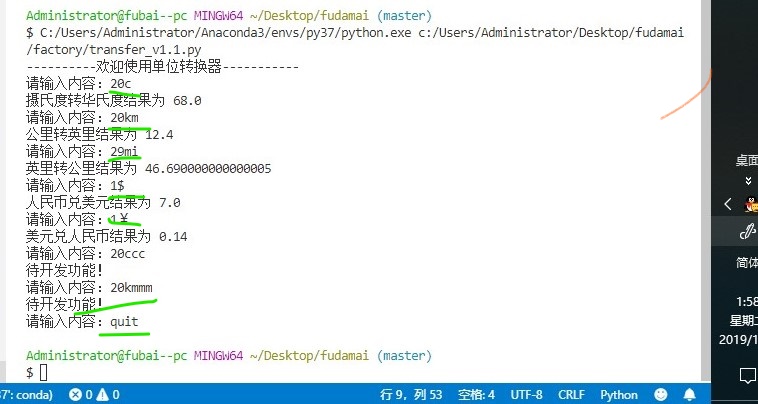 Administrator@fubai--pc MINGW64 ~/Desktop/fudamai (master)
$ C:/Users/Administrator/Anaconda3/envs/py37/python.exe c:/Users/Administrator/Desktop/fudamai
/factory/transfer_v1.1.py
----------欢迎使用单位转换器-----------
请输入内容：20c
摄氏度转华氏度结果为 68.0
请输入内容：20km
公里转英里结果为 12.4
请输入内容：29mi
英里转公里结果为 46.690000000000005
请输入内容：1$
人民币兑美元结果为 7.0
请输入内容：1￥
美元兑人民币结果为 0.14
请输入内容：20ccc
待开发功能！
请输入内容：20kmmm
待开发功能！
请输入内容：quit
Administrator@fubai--pc MINGW64 ~/Desktop/fudamai (master)
$
37': conda) 0 0 行 9，列 53 空格: 4 UTF-8 CRLF Python
桌面
简体
1:58
星期二
2019/1